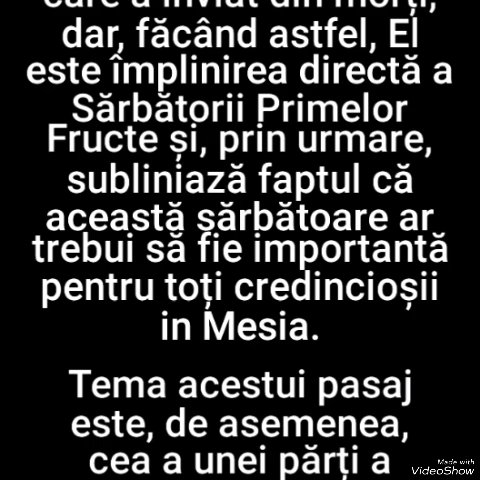 care a înviat din morți,
dar, făcând astfel, El
este împlinirea directă a
Sărbătorii Primelor
Fructe și, prin urmare,
subliniază faptul că
această sărbătoare ar
trebui să fie importantă
pentru toți credincioșii
in Mesia.
Tema acestui pasaj
este, de asemenea,
cea a unei părți a
Made with
VideoShow